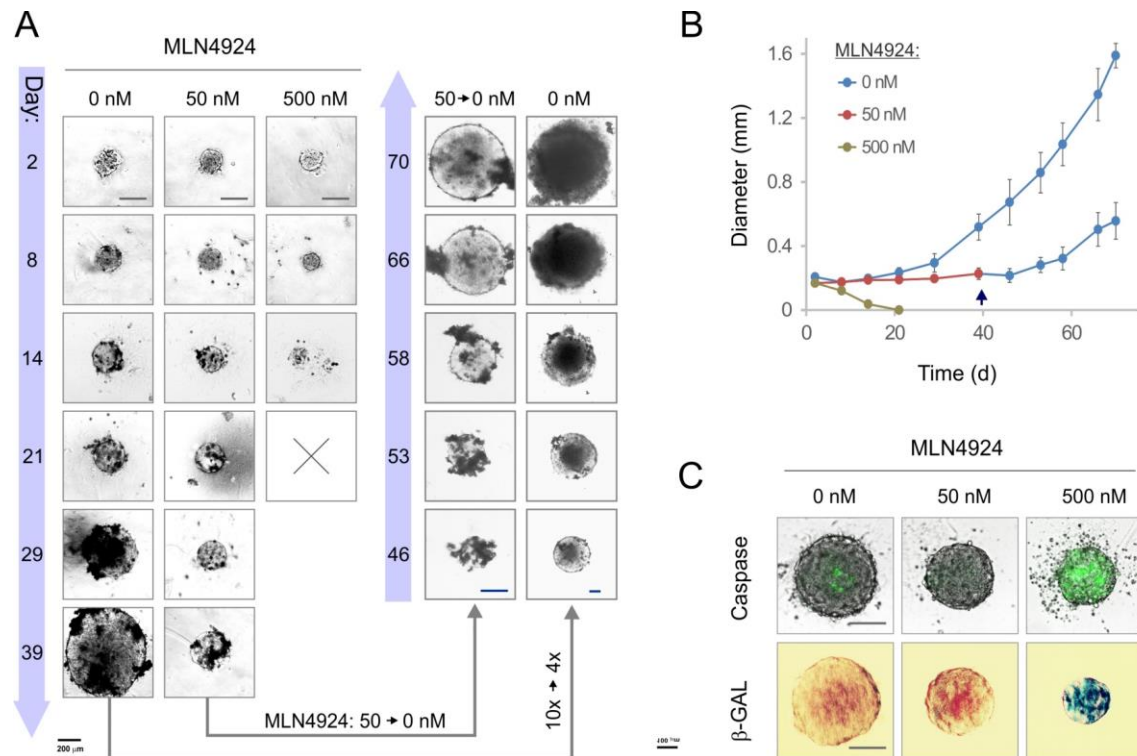 A
MLN4924
Day:
0 nM
50 nM
500 nM
50→0 nM
0 nM
2
8
14
21
29
39
70
66
58
53
46
MLN4924: 50→0 nM
10x→4x
200 µm
B
MLN4924:
0 nM
50 nM
500 nM
Diameter (mm)
1.6
1.2
0.8
0.4
0
0
20
40
60
Time (d)
C
MLN4924
0 nM
50 nM
500 nM
Caspase
β-GAL
100 µm